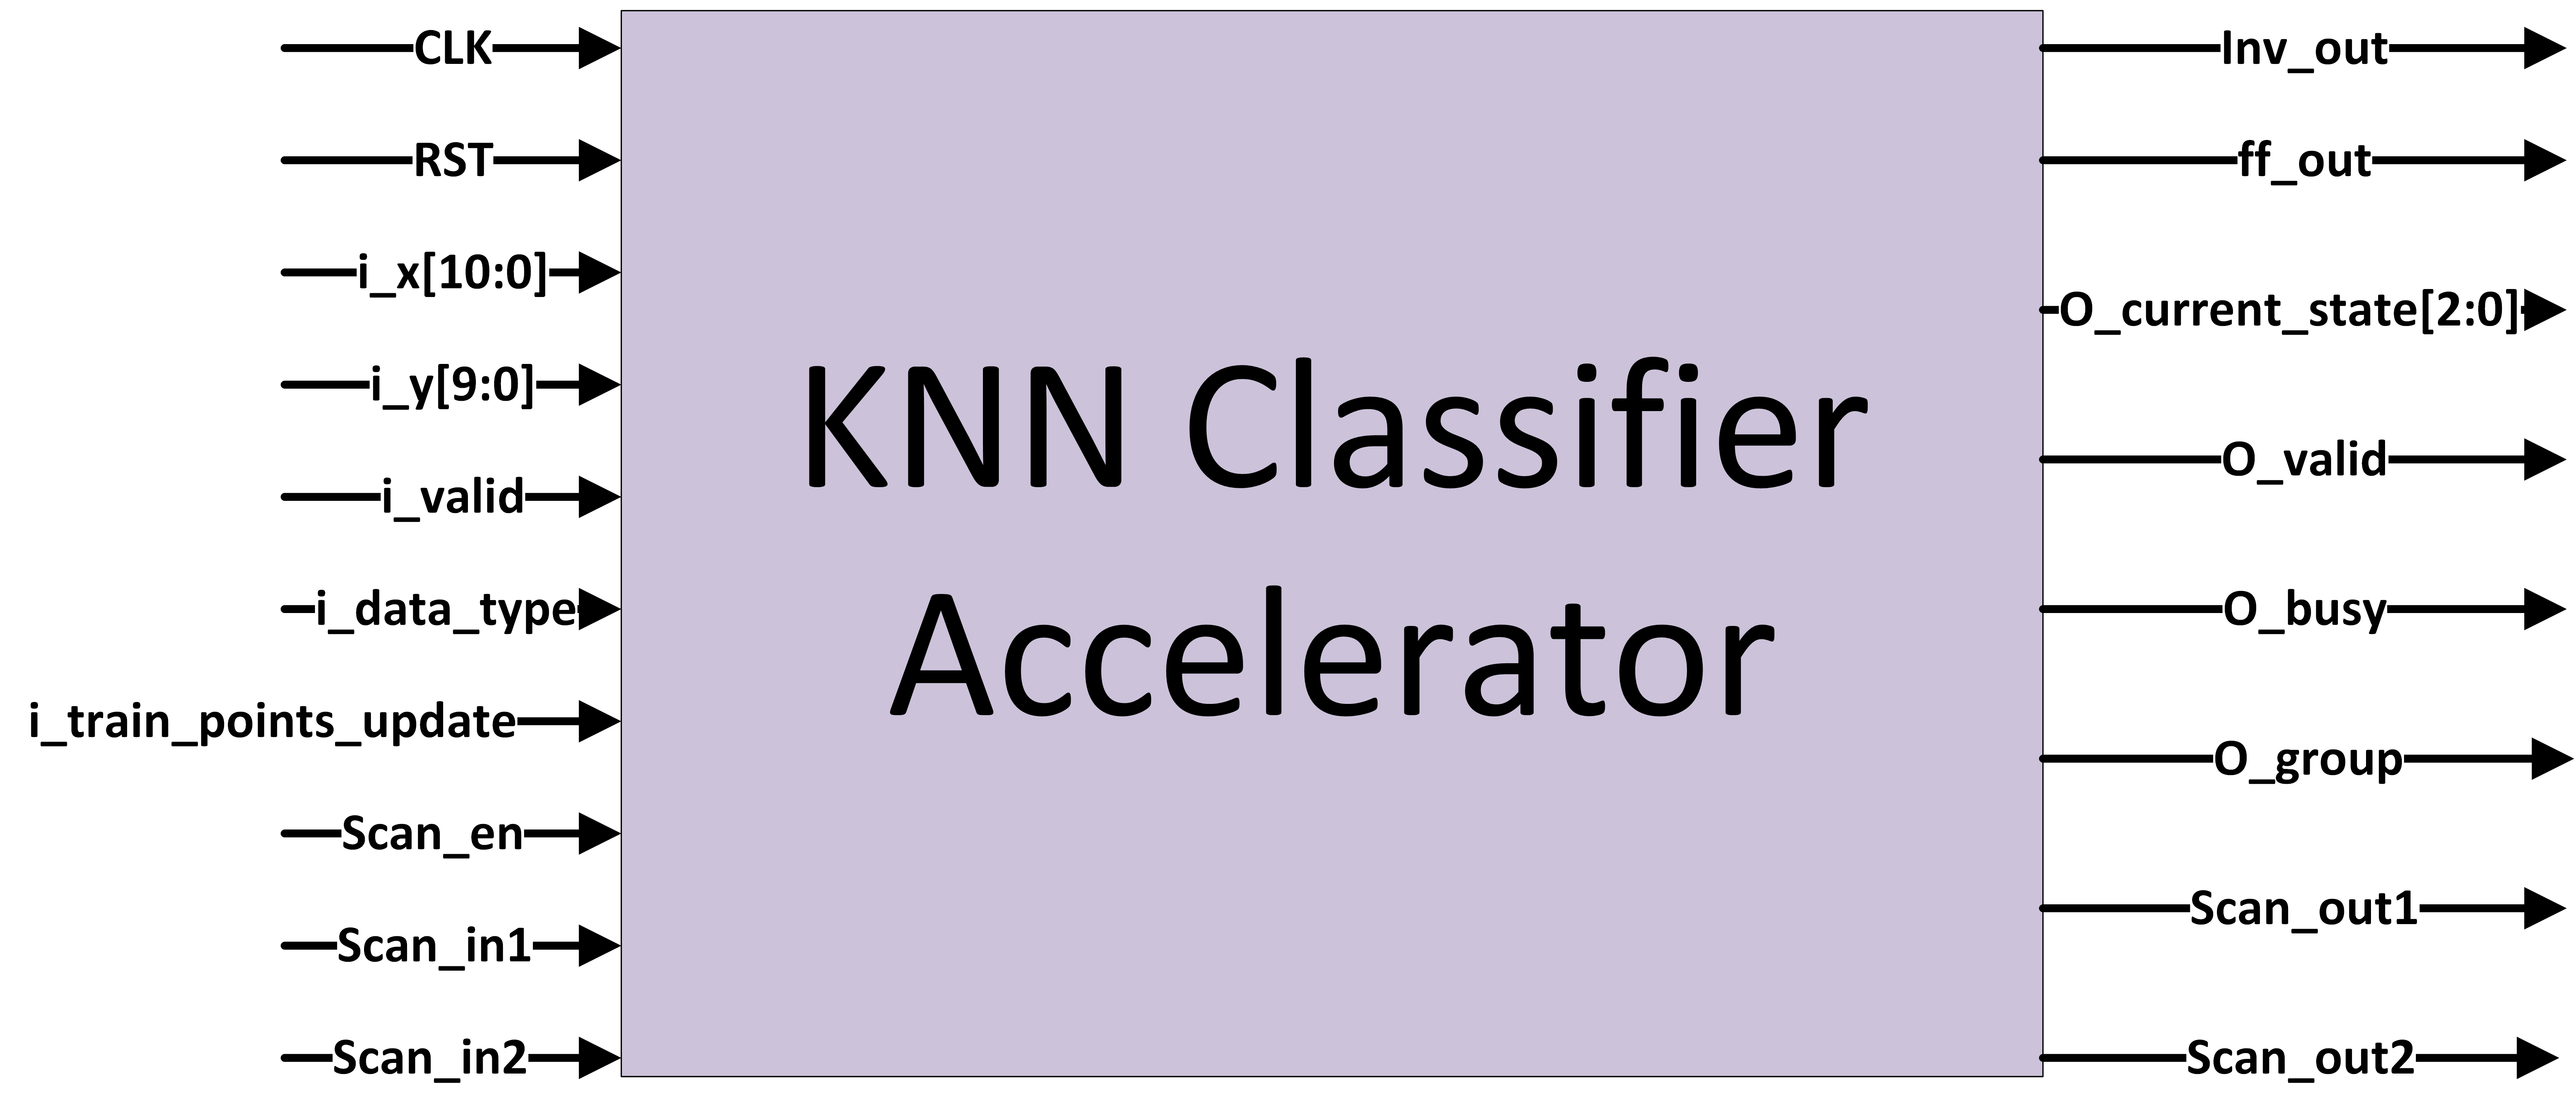 CLK
RST
i_x[10:0]
i_y[9:0]
i_valid
i_data_type
i_train_points_update
Scan_en
Scan_in1
Scan_in2
KNN Classifier
Accelerator
Inv_out
ff_out
O_current_state[2:0]
O_valid
O_busy
O_group
Scan_out1
Scan_out2